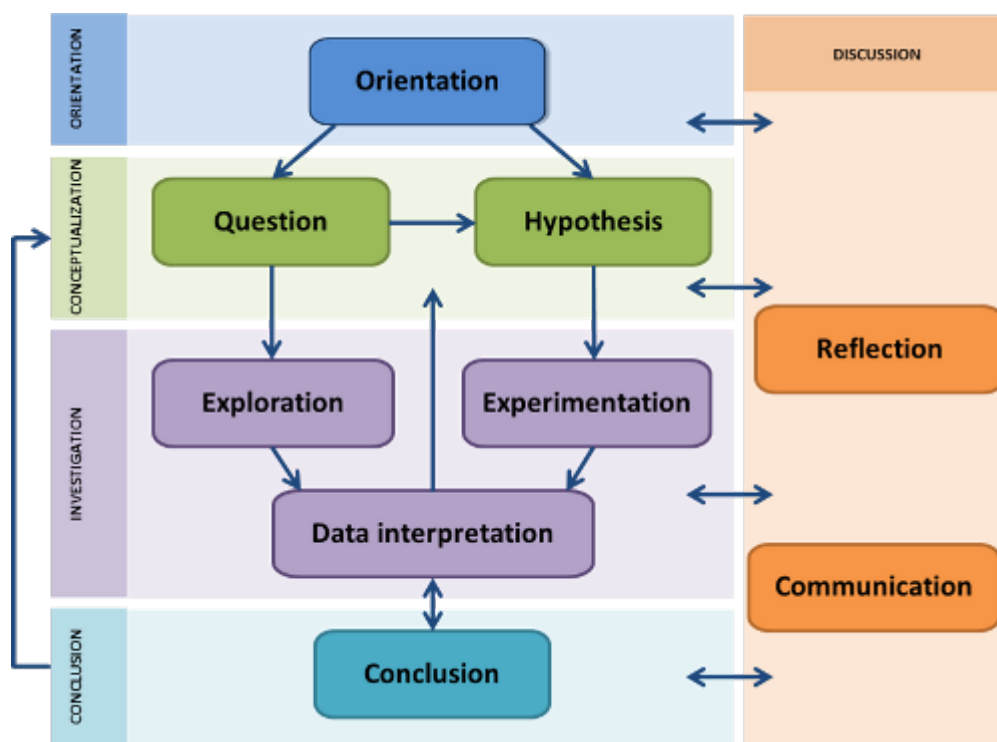 ORIENTATION
Orientation
DISCUSSION
CONCEPTUALIZATION
Question
Hypothesis
Reflection
INVESTIGATION
Exploration
Experimentation
Data interpretation
Communication
CONCLUSION
Conclusion